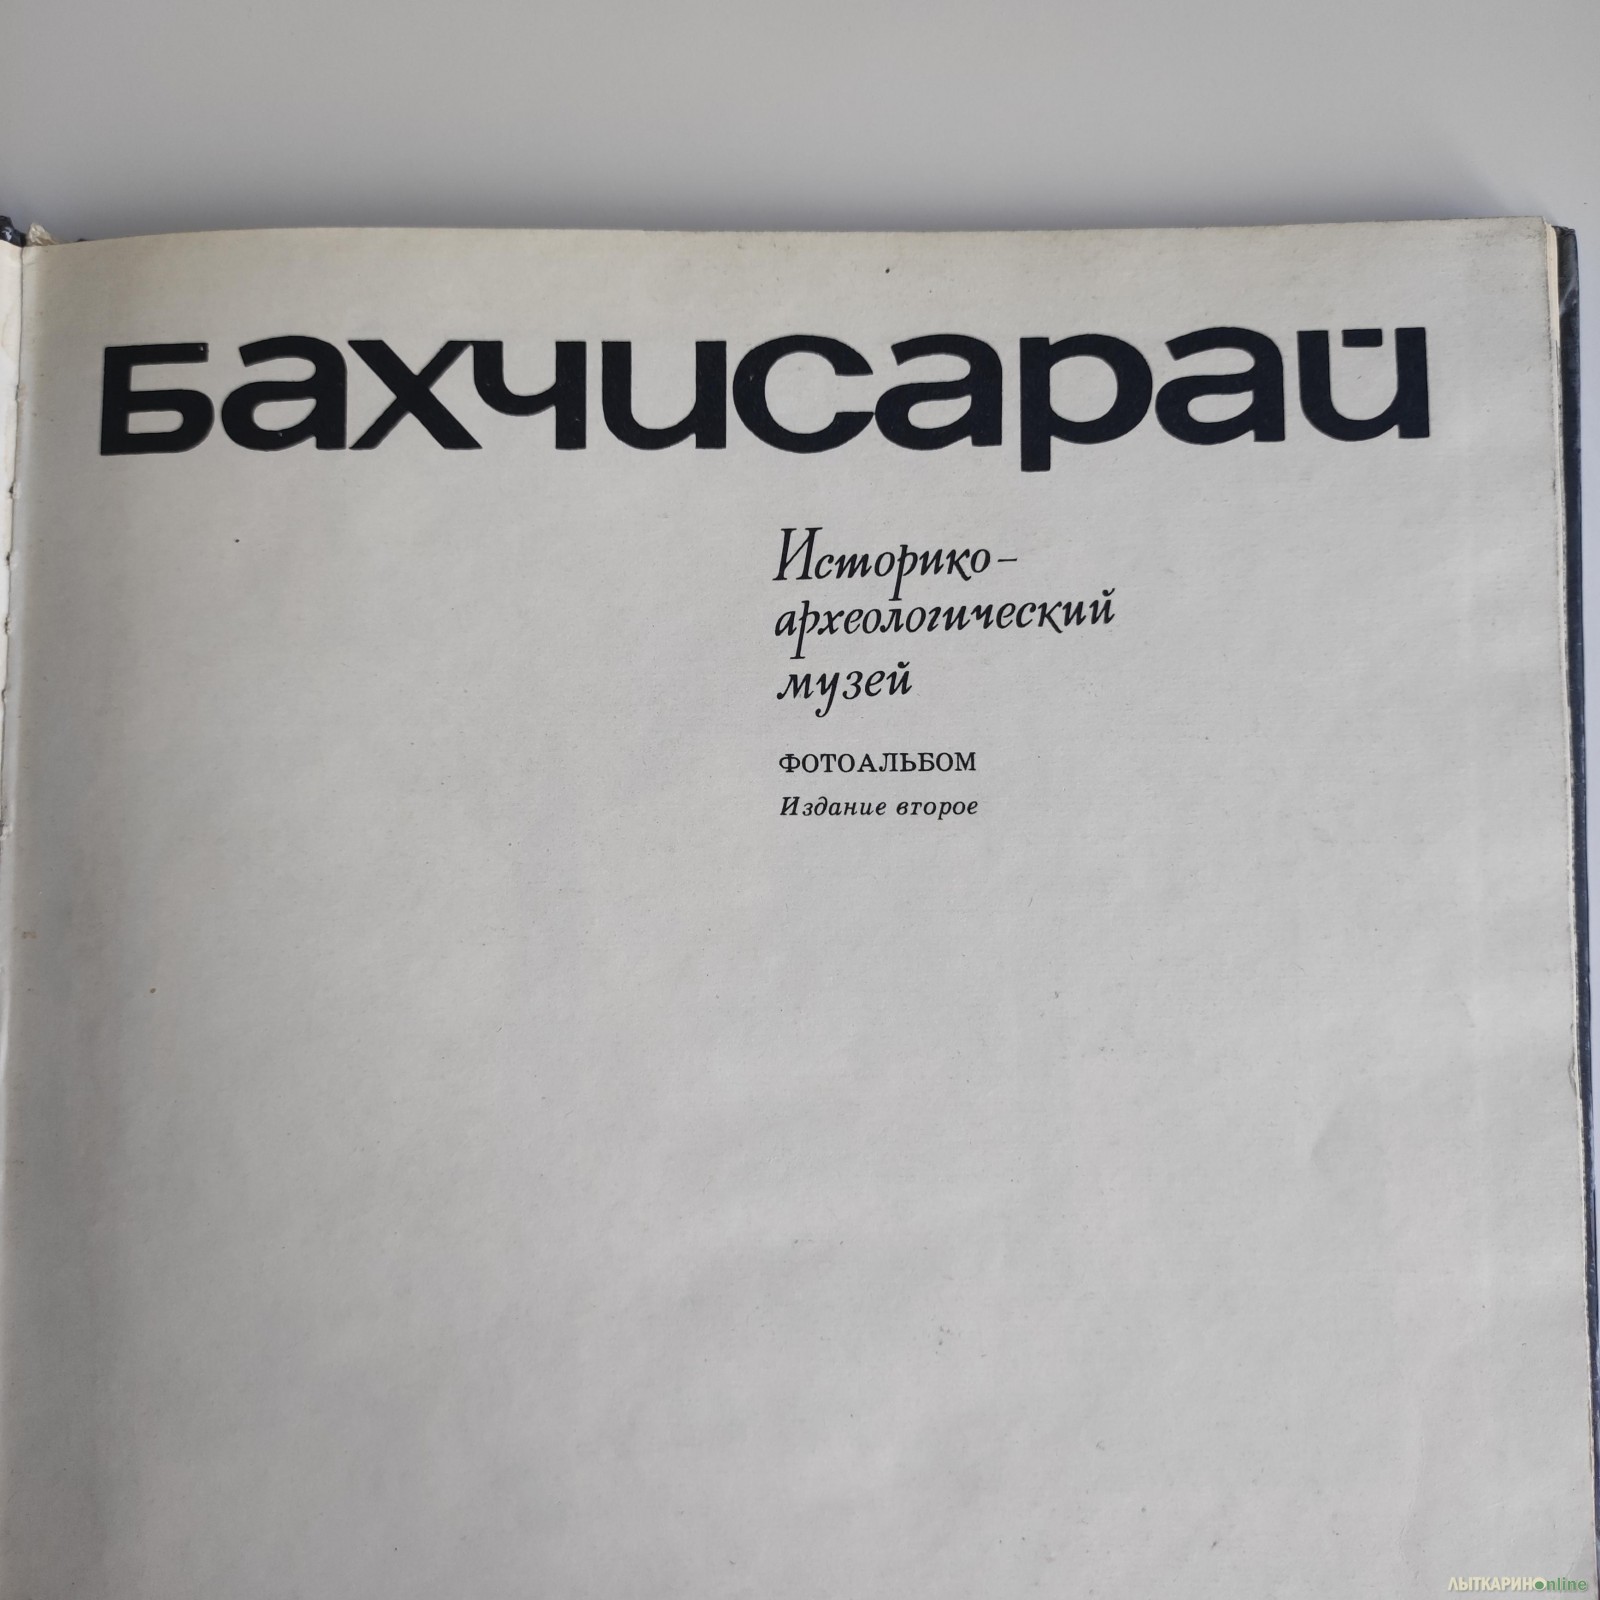 Бахчисарай
Историко-
археологический
музей
ФОТОАЛЬБОМ
Издание второе
ЛЫТКАРИНОonline